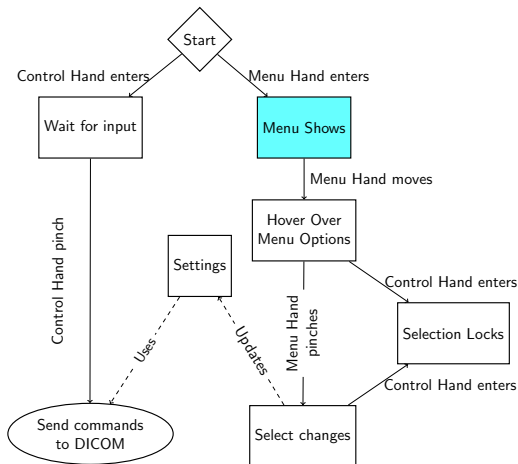 Start
Control Hand enters
Menu Hand enters
Wait for input
Menu Shows
Menu Hand moves
Hover Over
Menu Options
Control Hand pinch
Settings
Control Hand enters
Menu Hand
pinches
Selection Locks
Uses
Updates
Control Hand enters
Send commands
to DICOM
Select changes